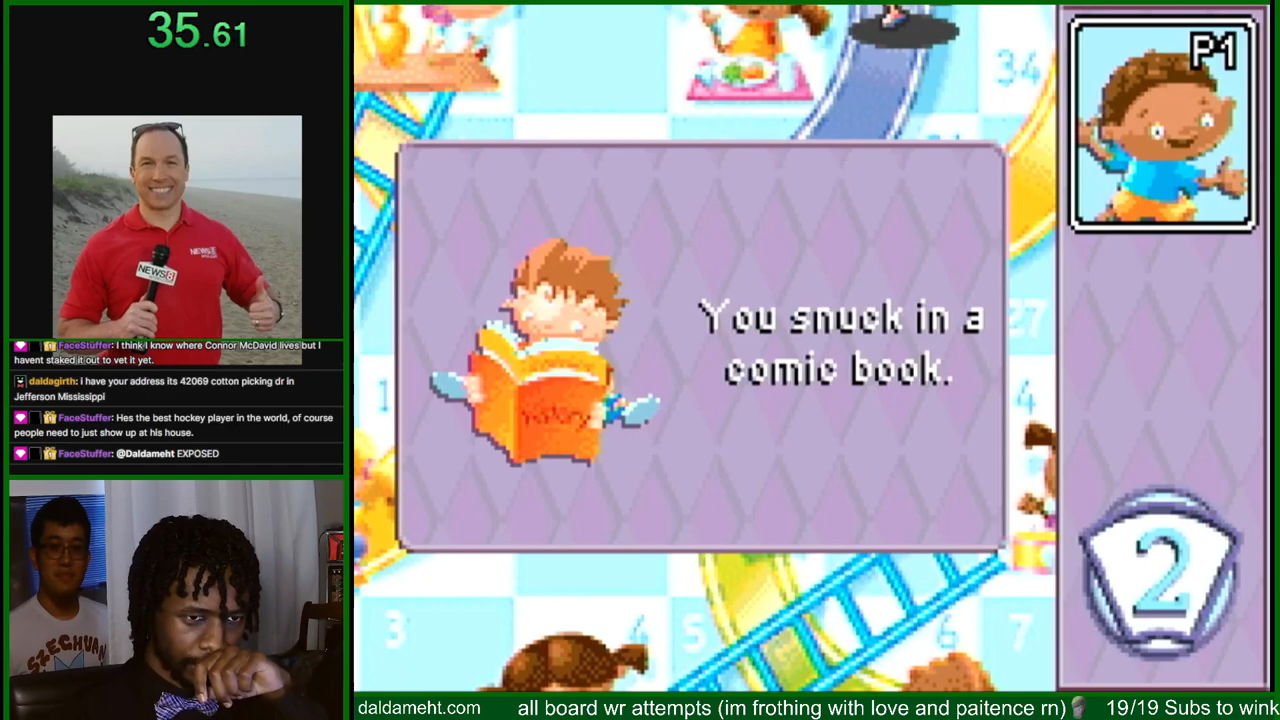 35.61
NEWS 8
NEWS 8
FaceStuffer: I think I know where Connor McDavid lives but I
havent staked it out to vet it yet.
daldagirth: i have your address its 42069 cotton picking dr in
Jefferson Mississippi
FaceStuffer: Hes the best hockey player in the world, of course
people need to just show up at his house.
FaceStuffer: @Daldameht EXPOSED
SZECHUAN
34
P1
You snuck in a
comic book.
history
27
1
4
3
4
5
6
7
2
daldameht.com
all board wr attempts (im frothing with love and paitence rn)
19/19 Subs to wink